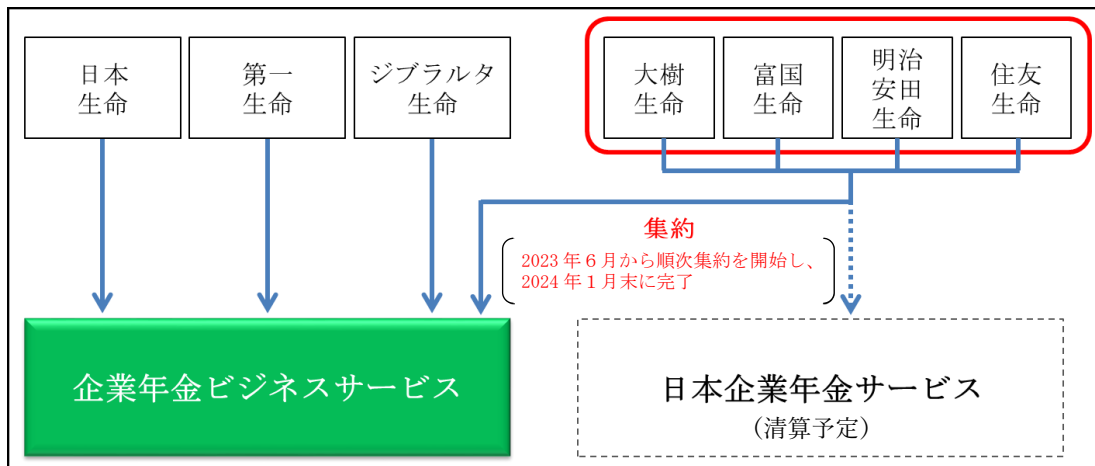 日本
生命
第一
生命
ジブラルタ
生命
大樹
生命
富国
生命
明治
安田
生命
住友
生命
集約
2023年6月から順次集約を開始し、
2024年1月末に完了
企業年金ビジネスサービス
日本企業年金サービス
(清算予定)